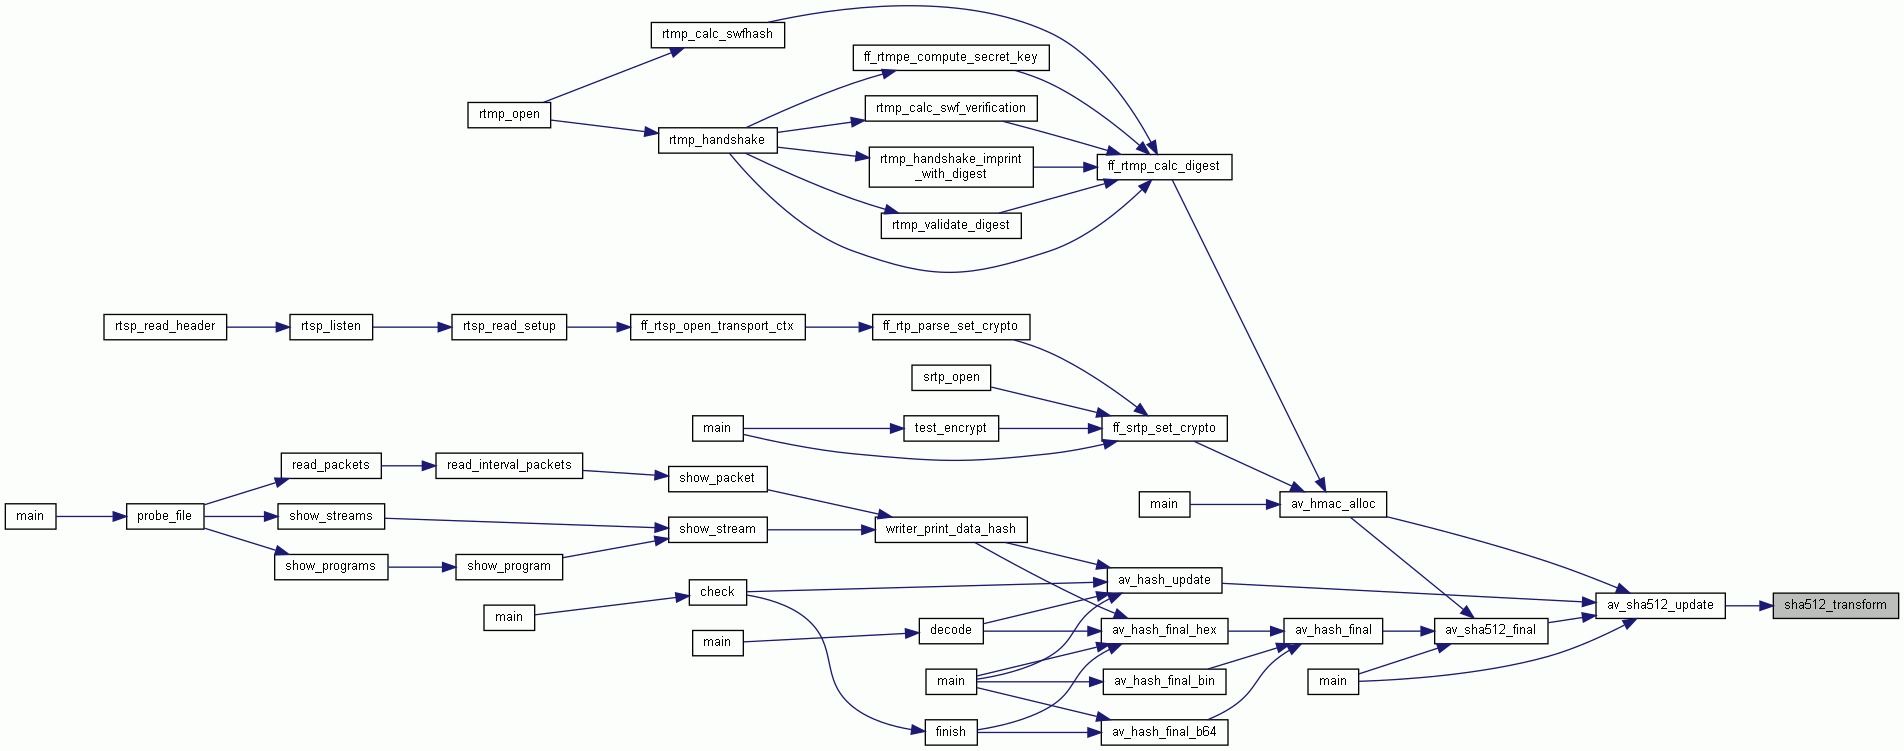 rtmp_calc_swfhash
ff_rtmpe_compute_secret_key
rtmp_open
rtmp_calc_swf_verification
rtmp_handshake
rtmp_handshake_imprint
_with_digest
ff_rtmp_calc_digest
rtmp_validate_digest
rtsp_read_header
rtsp_listen
rtsp_read_setup
ff_rtsp_open_transport_ctx
ff_rtp_parse_set_crypto
srtp_open
main
test_encrypt
ff_srtp_set_crypto
read_packets
read_interval_packets
show_packet
main
av_hmac_alloc
main
probe_file
show_streams
show_stream
writer_print_data_hash
show_programs
show_program
av_hash_update
check
av_sha512_update
sha512_transform
main
main
decode
av_hash_final_hex
av_hash_final
av_sha512_final
main
av_hash_final_bin
main
finish
av_hash_final_b64